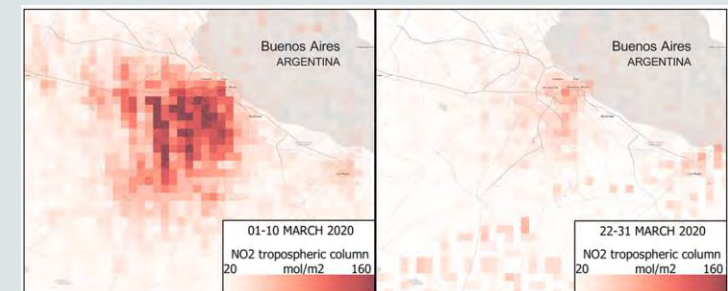 Buenos Aires
ARGENTINA
01-10 MARCH 2020
NO2 tropospheric column
20 mol/m2 160
Buenos Aires
ARGENTINA
22-31 MARCH 2020
NO2 tropospheric column
20 mol/m2 160